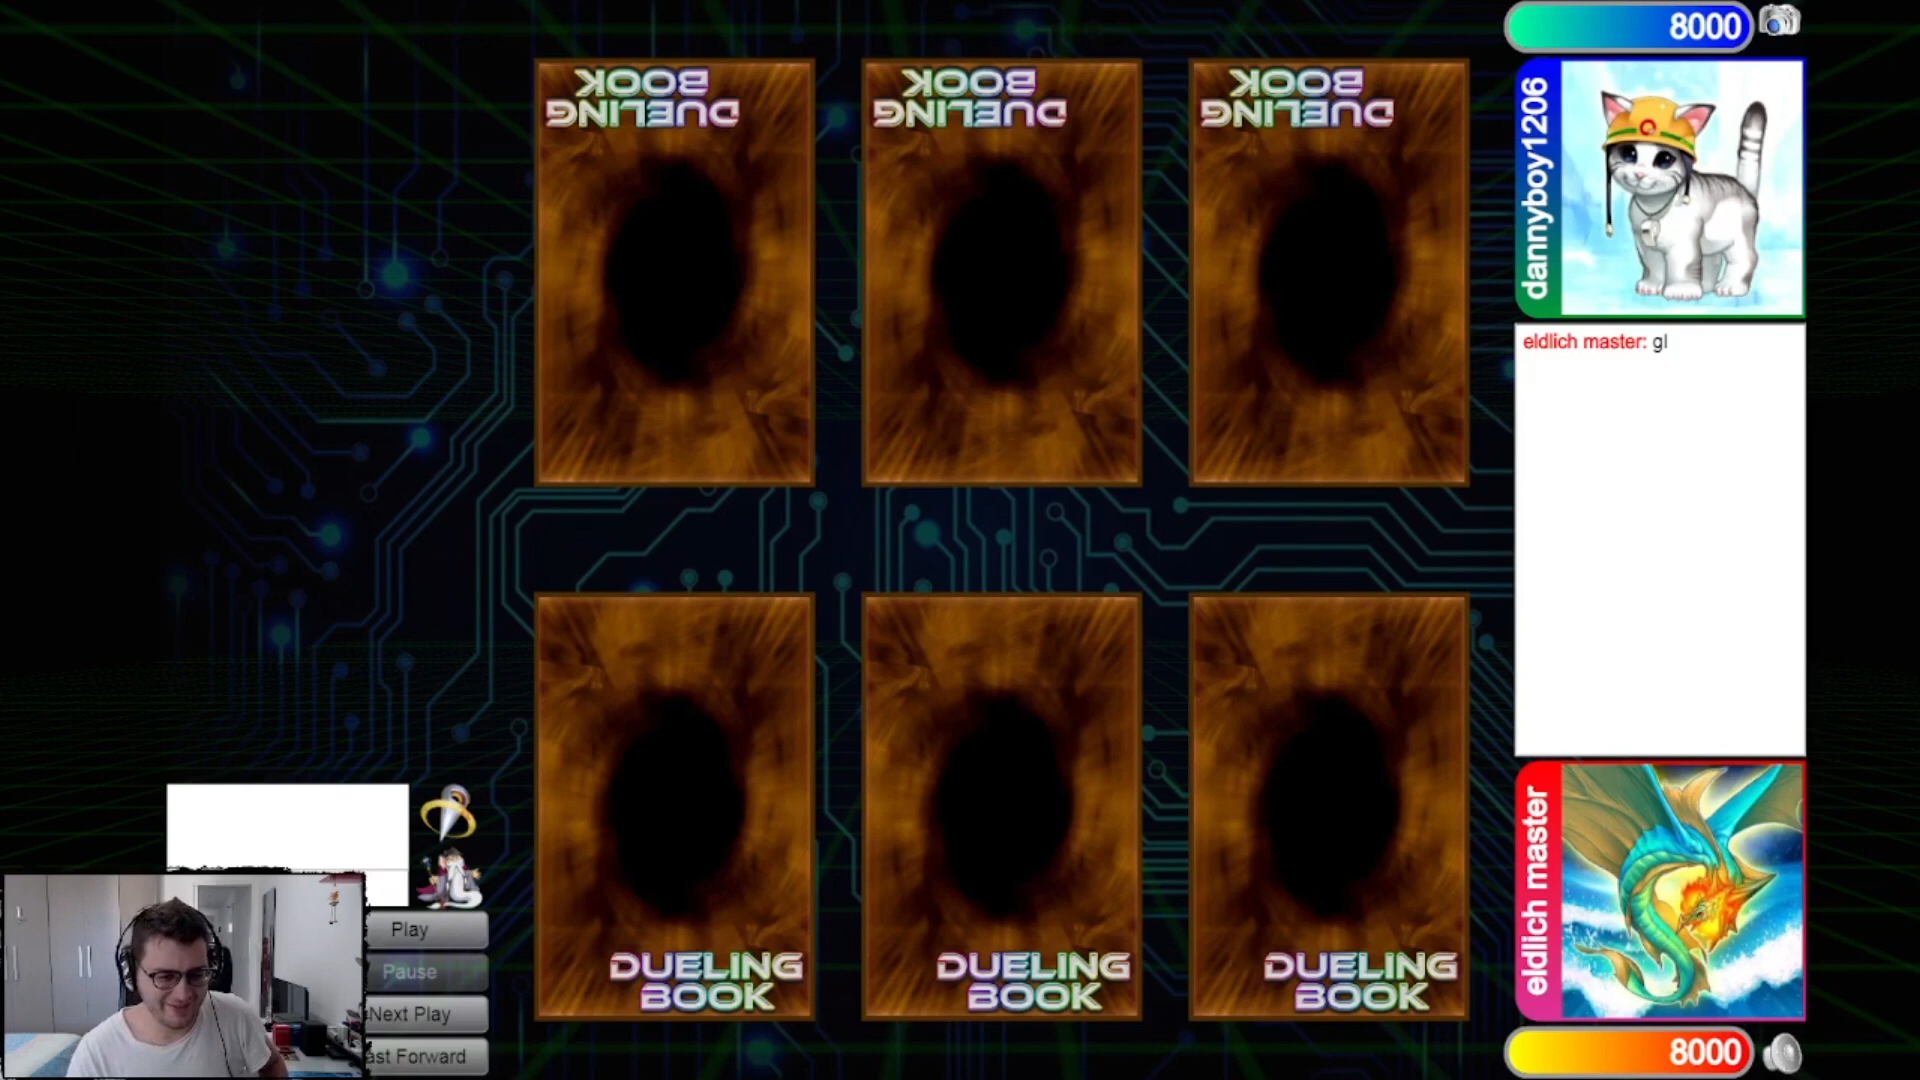 8000
DUELING BOOK
DUELING BOOK
DUELING BOOK
dannyboy1206
eldlich master: gl
eldlich master
Play
Pause
Next Play
ast Forward
DUELING
BOOK
DUELING
BOOK
DUELING
BOOK
8000